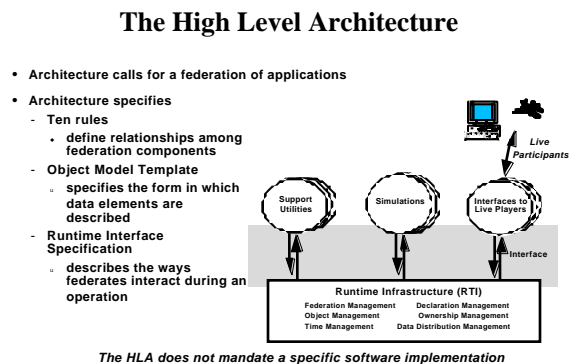 The High Level Architecture
• Architecture calls for a federation of applications
• Architecture specifies
- Ten rules
• define relationships among
federation components
- Object Model Template
specifies the form in which
data elements are
described
- Runtime Interface
Specification
describes the ways
federates interact during an
operation
Live
Participants
Support
Utilities
Simulations
Interfaces to
Live Players
Interface
Runtime Infrastructure (RTI)
Federation Management Declaration Management
Object Management Ownership Management
Time Management Data Distribution Management
The HLA does not mandate a specific software implementation